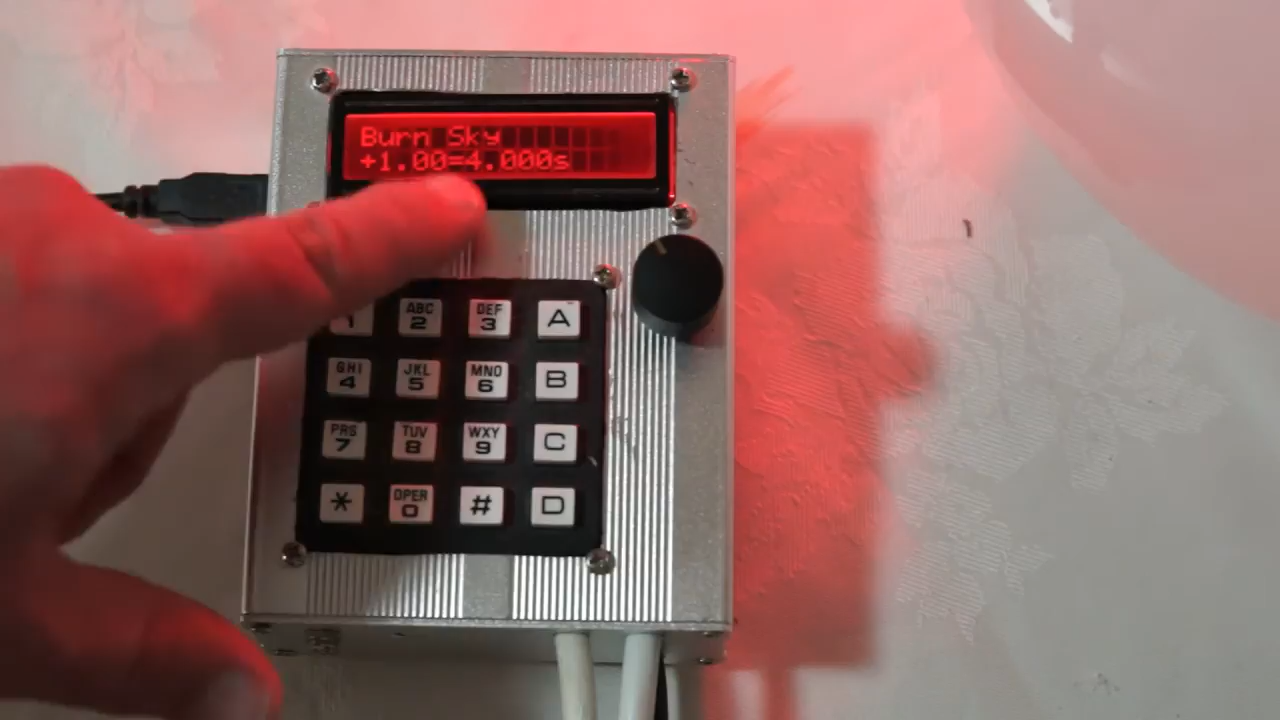 Burn Sky
+1.00=4.000s
1 ABC 2 DEF 3 A
GHI 4 JKL 5 MNO 6 B
PRS 7 TUV 8 WXY 9 C
* OPER 0 # D